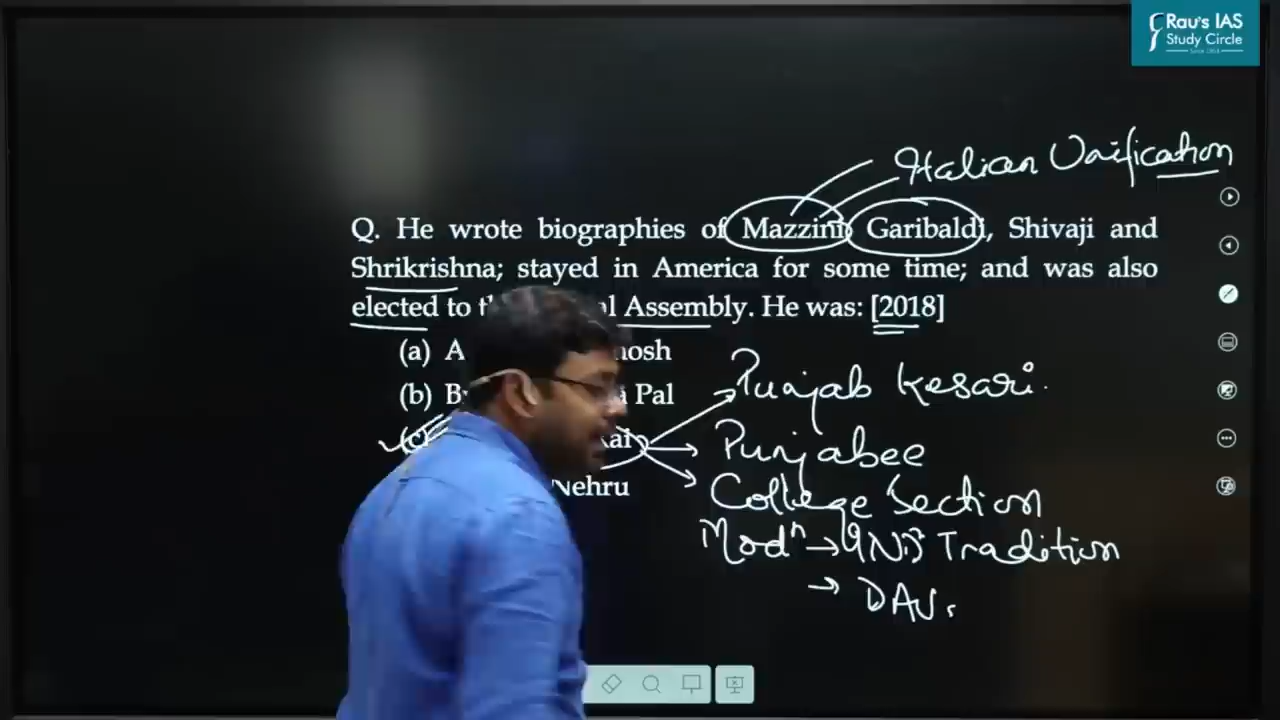 Rau's IAS
Study Circle
Italian Unification
Q. He wrote biographies of Mazzini, Garibaldi, Shivaji and
Shrikrishna; stayed in America for some time; and was also
elected to Assembly. He was: [2018]
(a) A
(b) Pal
(c)
Nehru
Punjab Kesari.
Punjabee
College Section
Modn → Tradition
→ DAV.